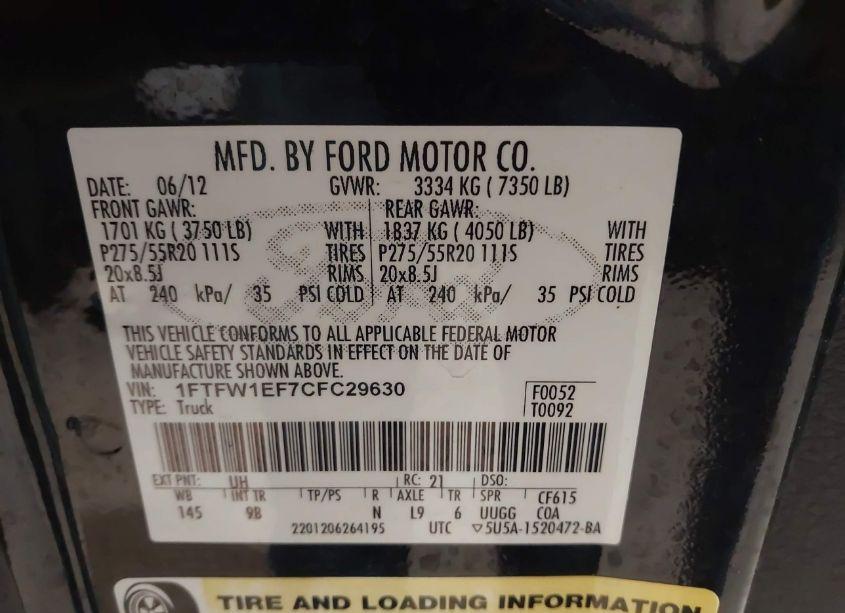 MFD. BY FORD MOTOR CO.
DATE: 06/12 GVWR: 3334 KG ( 7350 LB)
FRONT GAWR: REAR GAWR:
1701 KG ( 3750 LB) WITH 1837 KG ( 4050 LB) WITH
P275/55R20 111S TIRES P275/55R20 111S TIRES
20x8.5J RIMS 20x8.5J RIMS
AT 240 kPa/ 35 PSI COLD AT 240 kPa/ 35 PSI COLD
THIS VEHICLE CONFORMS TO ALL APPLICABLE FEDERAL MOTOR
VEHICLE SAFETY STANDARDS IN EFFECT ON THE DATE OF
MANUFACTURE SHOWN ABOVE.
VIN: 1FTFW1EF7CFC29630 F0052
TYPE: Truck T0092
EXT PNT: UH RC: 21 DSO:
WB INT TR TP/PS R AXLE TR SPR CF615
145 9B N L9 6 UUGG COA
2201206264195 UTC ▽5U5A-1520472-BA
TIRE AND LOADING INFORMATION